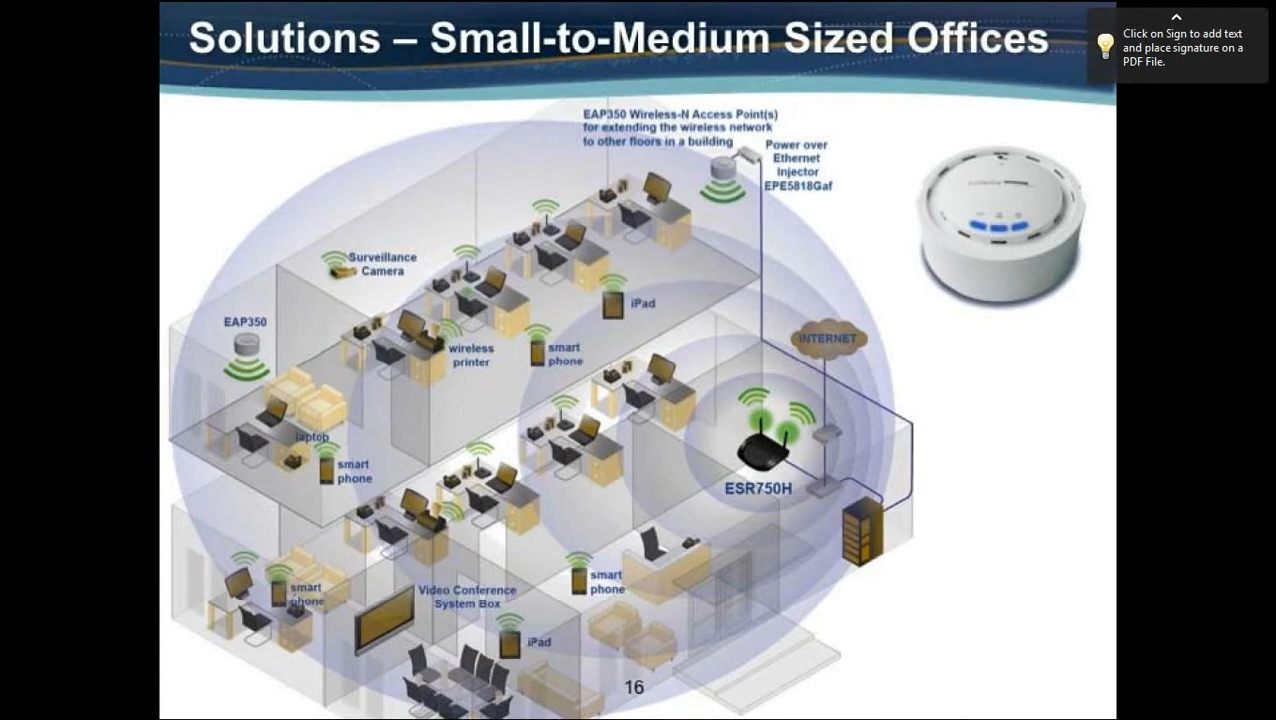 Solutions – Small-to-Medium Sized Offices
Click on Sign to add text
and place signature on a
PDF File.
EAP350 Wireless-N Access Point(s)
for extending the wireless network
to other floors in a building
Power over
Ethernet
Injector
EPE5818Gaf
Surveillance
Camera
iPad
EAP350
INTERNET
wireless
printer
smart
phone
laptop
smart
phone
ESR750H
smart
phone
smart
phone
Video Conference
System Box
iPad
16